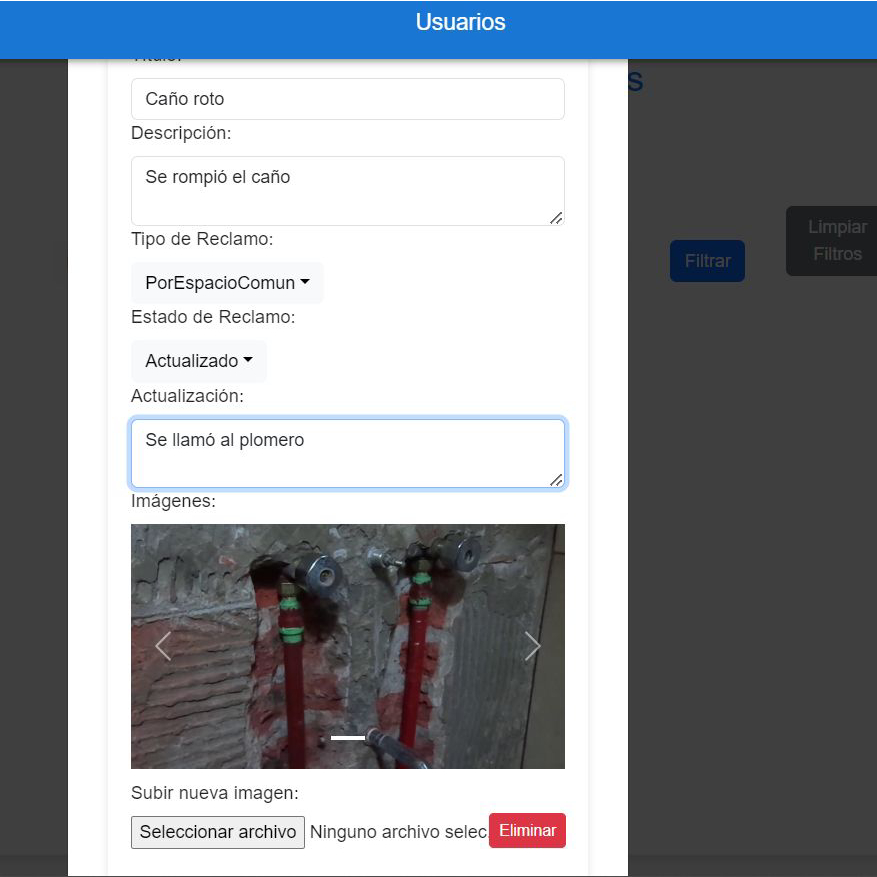 Usuarios
Caño roto
Descripción:
Se rompió el caño
Tipo de Reclamo:
PorEspacioComun
Estado de Reclamo:
Actualizado
Actualización:
Se llamó al plomero
Imágenes:
Subir nueva imagen:
Seleccionar archivo Ninguno archivo selec. Eliminar
Filtrar
Limpiar
Filtros